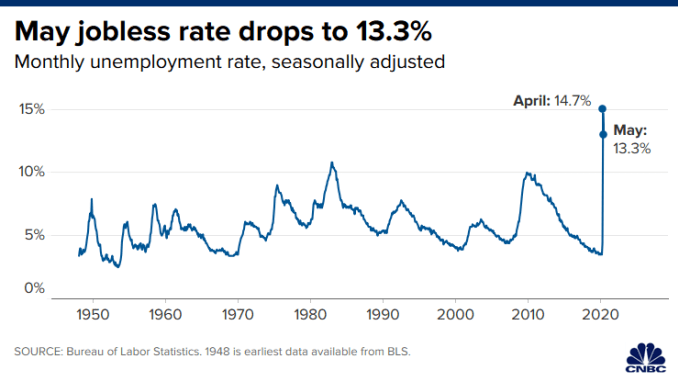 May jobless rate drops to 13.3%
Monthly unemployment rate, seasonally adjusted
April: 14.7%
15%
May:
13.3%
10%
5%
0%
1950 1960 1970 1980 1990 2000 2010 2020
SOURCE: Bureau of Labor Statistics. 1948 is earliest data available from BLS.
CNBC